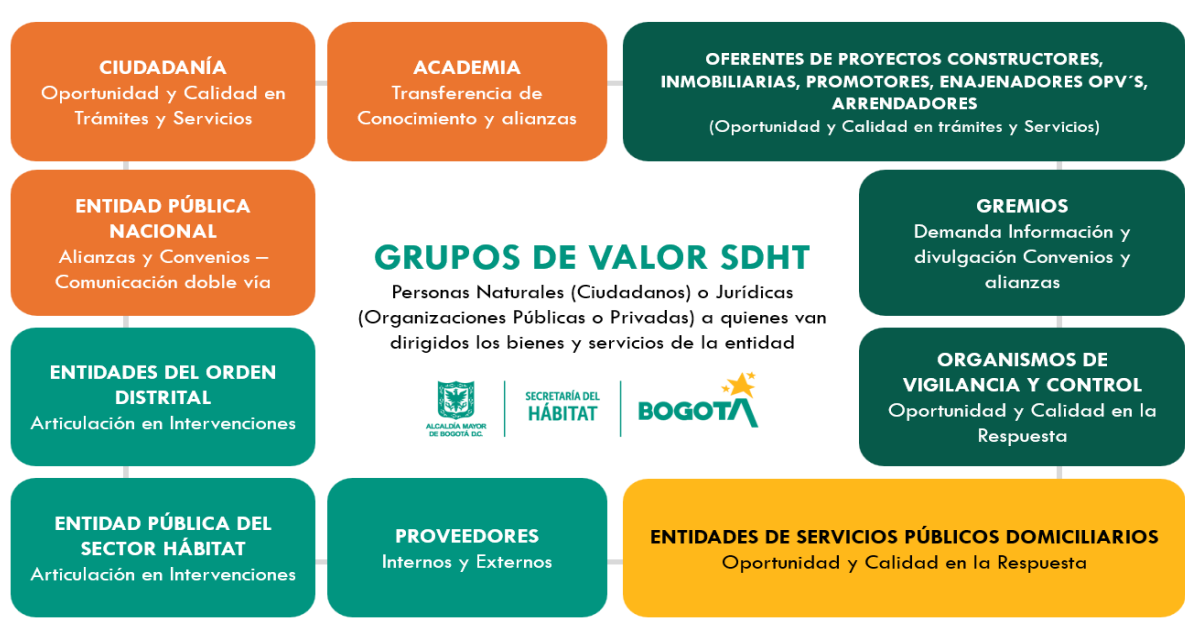 CIUDADANÍA
Oportunidad y Calidad en
Trámites y Servicios
ACADEMIA
Transferencia de
Conocimiento y alianzas
OFERENTES DE PROYECTOS CONSTRUCTORES,
INMOBILIARIAS, PROMOTORES, ENAJENADORES OPV´S,
ARRENDADORES
(Oportunidad y Calidad en trámites y Servicios)
ENTIDAD PÚBLICA
NACIONAL
Alianzas y Convenios –
Comunicación doble vía
GRUPOS DE VALOR SDHT
Personas Naturales (Ciudadanos) o Jurídicas
(Organizaciones Públicas o Privadas) a quienes van
dirigidos los bienes y servicios de la entidad
ALCALDÍA MAYOR
DE BOGOTÁ D.C.
SECRETARÍA DEL
HÁBITAT
BOGOTÁ
GREMIOS
Demanda Información y
divulgación Convenios y
alianzas
ENTIDADES DEL ORDEN
DISTRITAL
Articulación en Intervenciones
ORGANISMOS DE
VIGILANCIA Y CONTROL
Oportunidad y Calidad en la
Respuesta
ENTIDAD PÚBLICA DEL
SECTOR HÁBITAT
Articulación en Intervenciones
PROVEEDORES
Internos y Externos
ENTIDADES DE SERVICIOS PÚBLICOS DOMICILIARIOS
Oportunidad y Calidad en la Respuesta